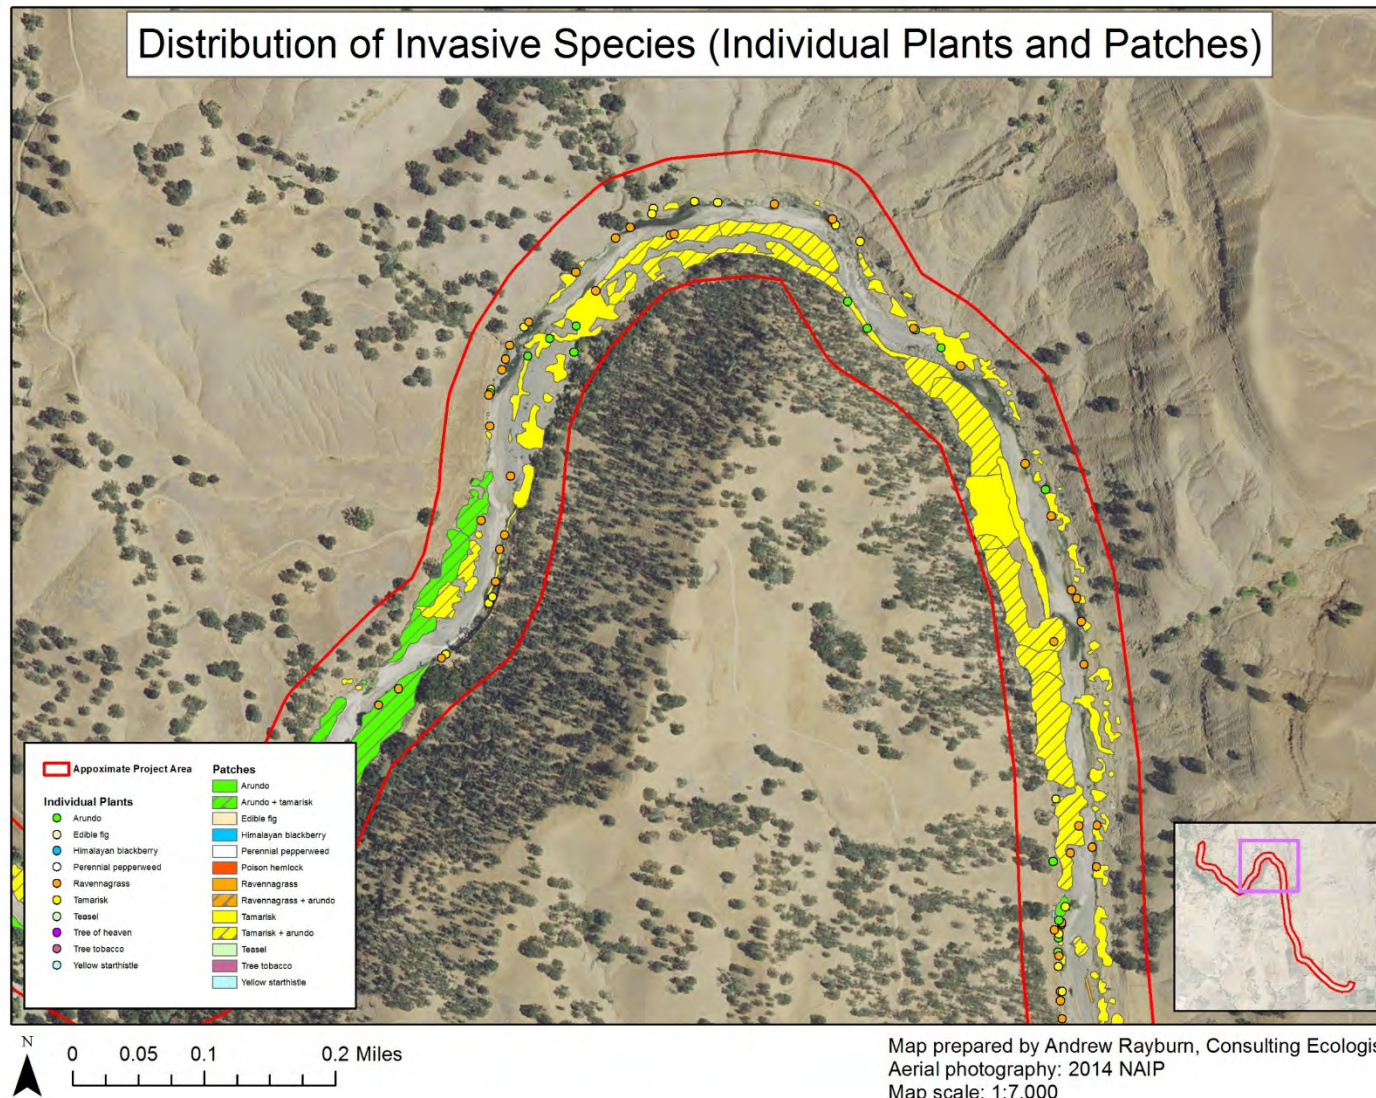 Distribution of Invasive Species (Individual Plants and Patches)
Appoximate Project Area
Individual Plants
Arundo
Edible fig
Himalayan blackberry
Perennial pepperweed
Ravennagrass
Tamarisk
Teasel
Tree of heaven
Tree tobacco
Yellow starthistle
Patches
Arundo
Arundo + tamarisk
Edible fig
Himalayan blackberry
Perennial pepperweed
Poison hemlock
Ravennagrass
Ravennagrass + arundo
Tamarisk
Tamarisk + arundo
Teasel
Tree tobacco
Yellow starthistle
N
0 0.05 0.1 0.2 Miles
Map prepared by Andrew Rayburn, Consulting Ecologis
Aerial photography: 2014 NAIP
Map scale: 1:7,000